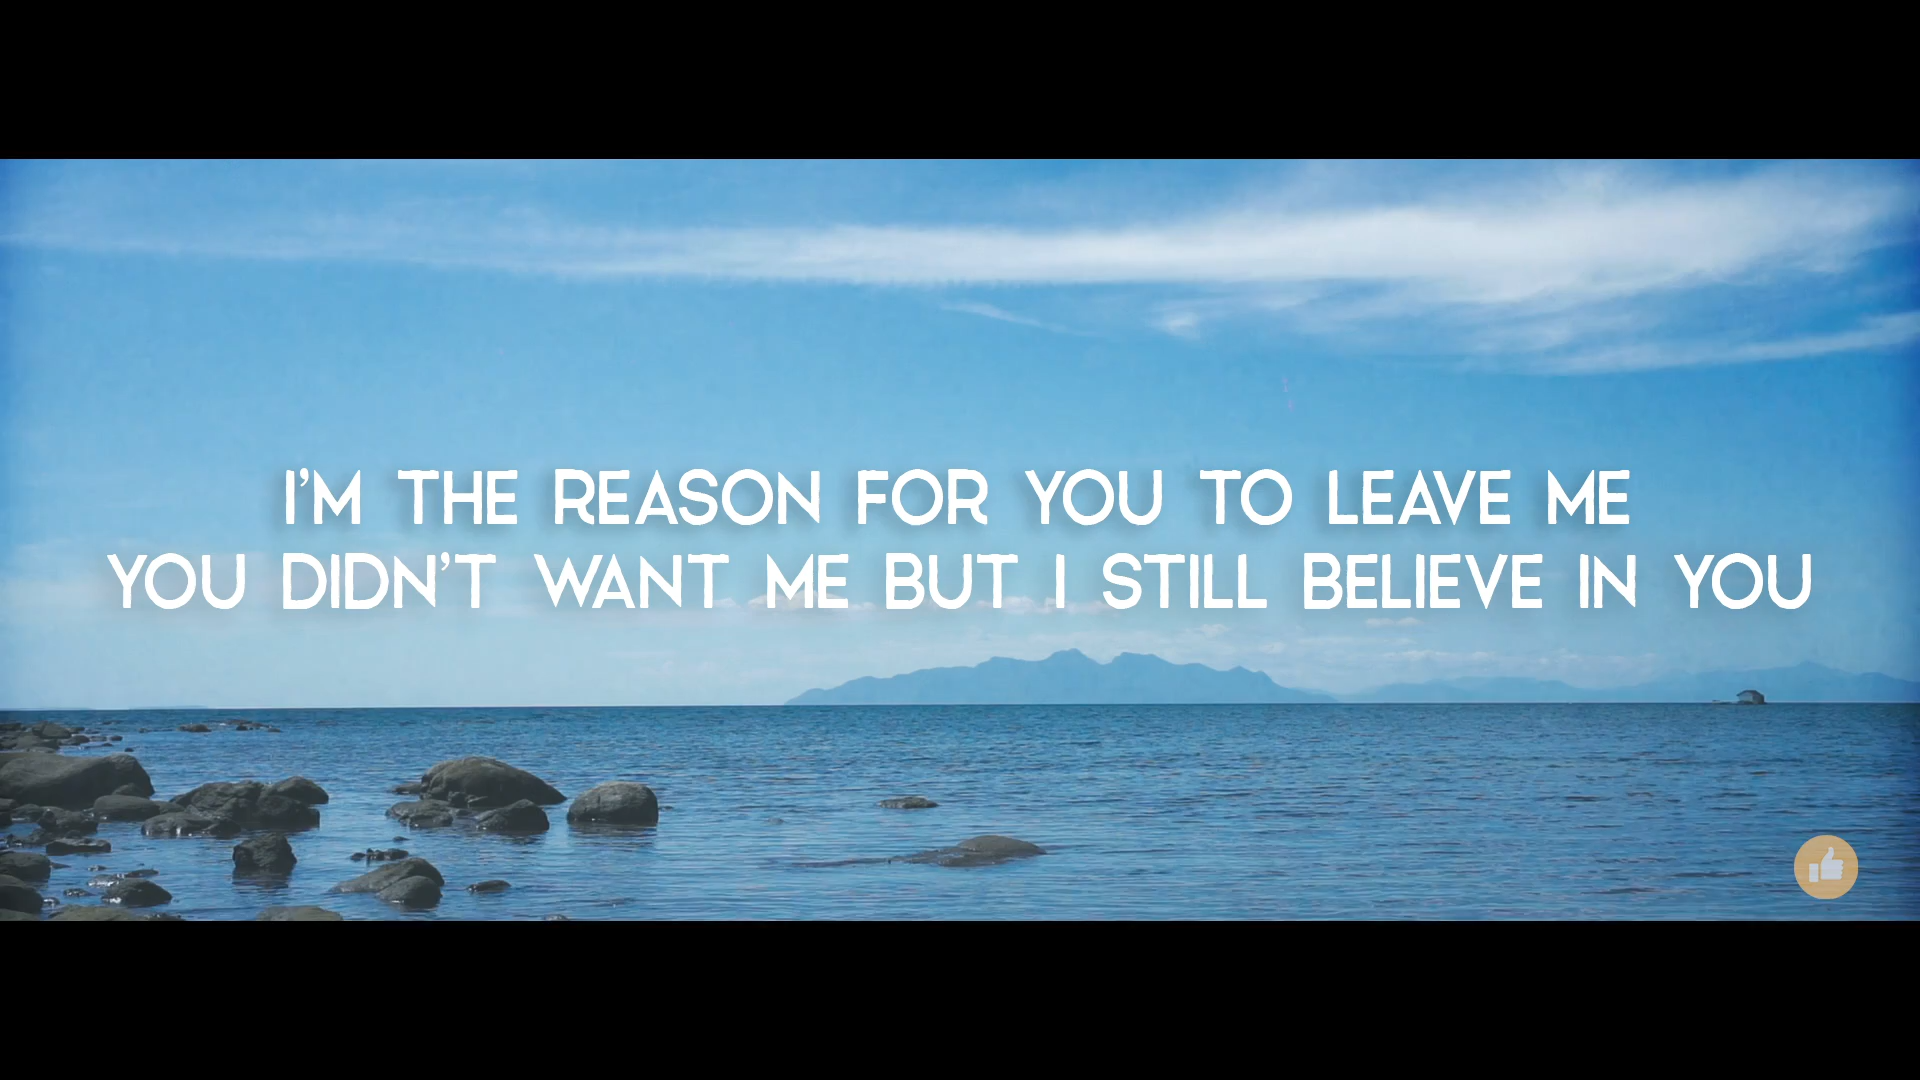 I'M THE REASON FOR YOU TO LEAVE ME
YOU DIDN'T WANT ME BUT I STILL BELIEVE IN YOU